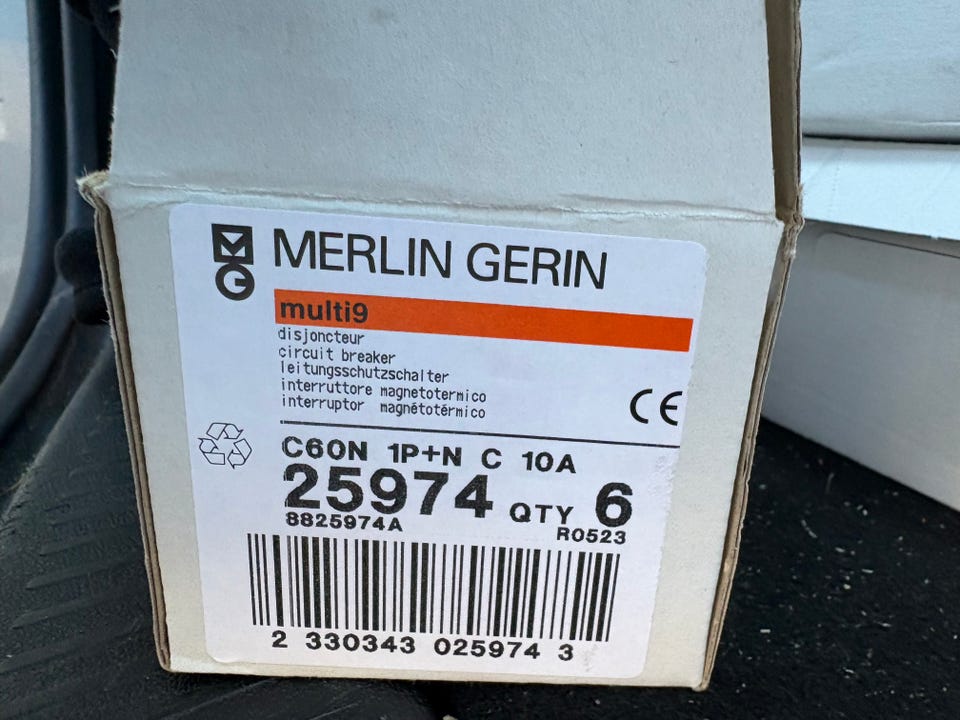 MERLIN GERIN
multi9
disjoncteur
circuit breaker
leitungsschutzschalter
interruttore magnetotermico
interruptor magnétotérmico
CE
C60N 1P+N C 10A
25974 QTY 6
8825974A R0523
2 330343 025974 3